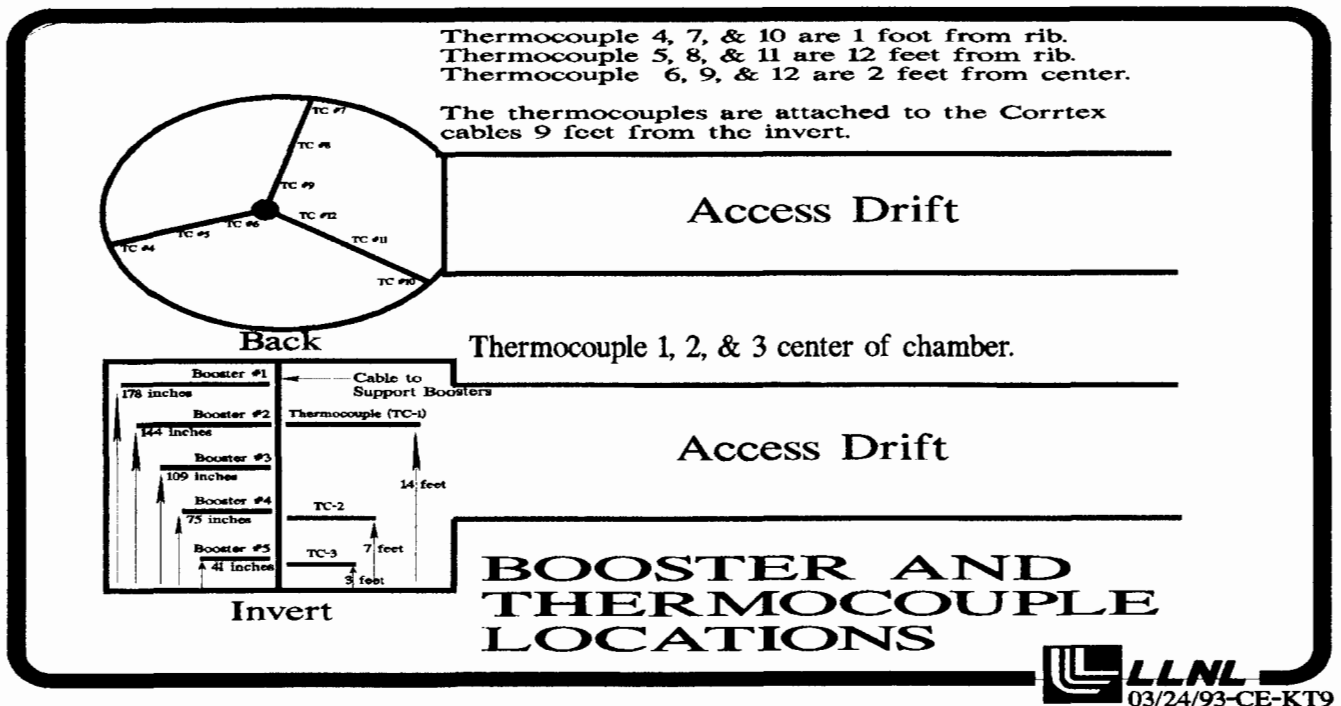 Thermocouple 4, 7, & 10 are 1 foot from rib.
Thermocouple 5, 8, & 11 are 12 feet from rib.
Thermocouple 6, 9, & 12 are 2 feet from center.
The thermocouples are attached to the Corrtex
cables 9 feet from the invert.
TC #7
TC #8
TC #9
TC #12
TC #6
TC #5
TC #4
TC #11
TC #10
Access Drift
Back
Thermocouple 1, 2, & 3 center of chamber.
Booster #1
178 inches
Cable to
Support Boosters
Booster #2
144 inches
Thermocouple (TC-1)
Booster #3
109 inches
14 feet
Access Drift
Booster #4
75 inches
TC-2
7 feet
Booster #5
41 inches
TC-3
3 feet
Invert
BOOSTER AND
THERMOCOUPLE
LOCATIONS
LLNL
03/24/93-CE-KT9